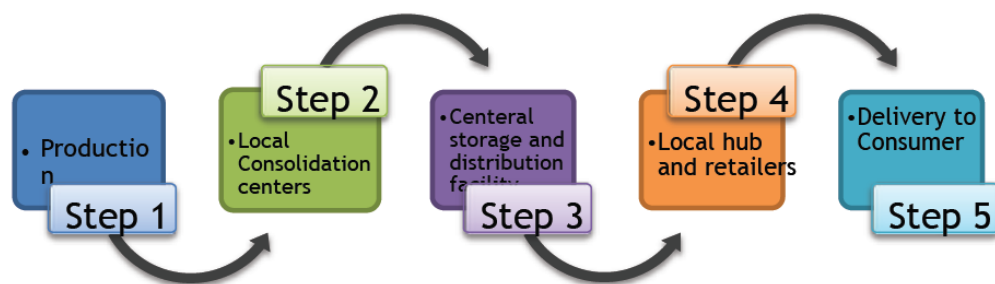 • Productio
n
Step 1
Step 2
•Local
Consolidation
centers
•Centeral
storage and
distribution
facility
Step 3
Step 4
•Local hub
and retailers
•Delivery to
Consumer
Step 5